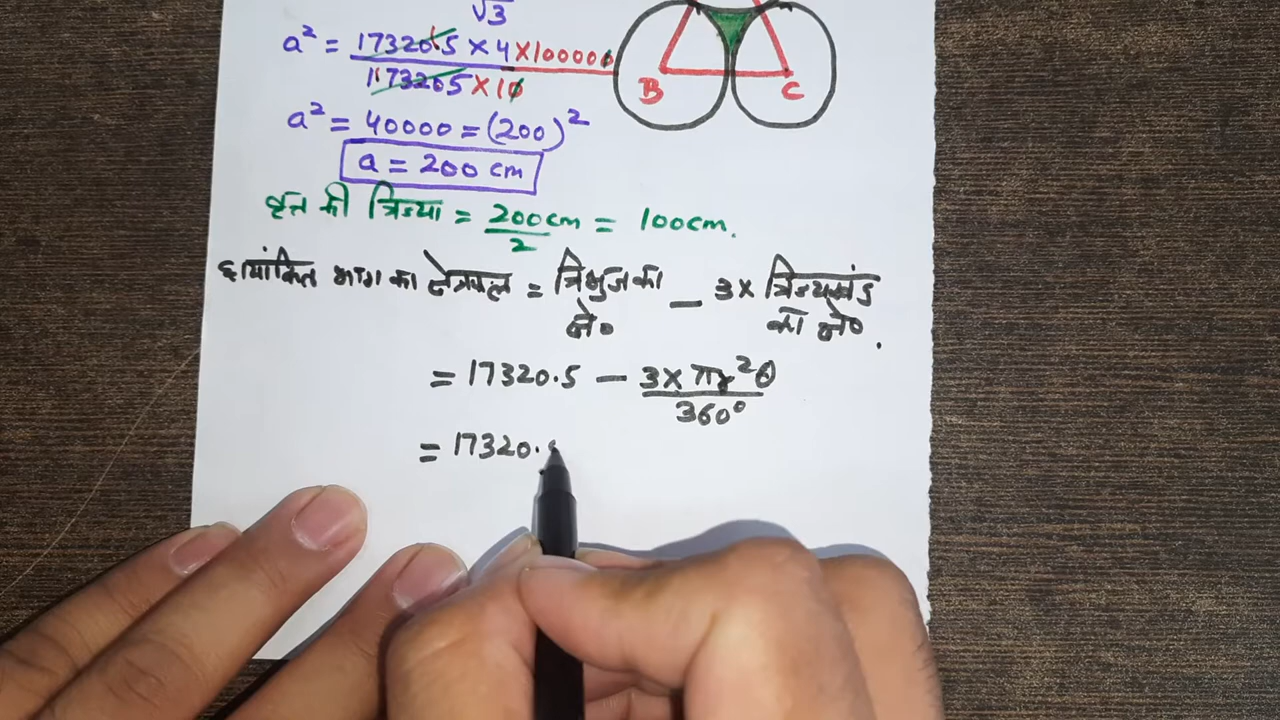 √3
a² = 17320.5 × 4 × 100000
173205 × 10
a² = 40000 = (200)²
a = 200 cm
B C
वृत्त की त्रिज्या = 200cm = 100cm.
2
छायांकित भाग का क्षेत्रफल = त्रिभुज का - 3× त्रिज्यखंड
क्षे० का क्षे० .
= 17320.5 - 3× πr²θ
360°
= 17320.